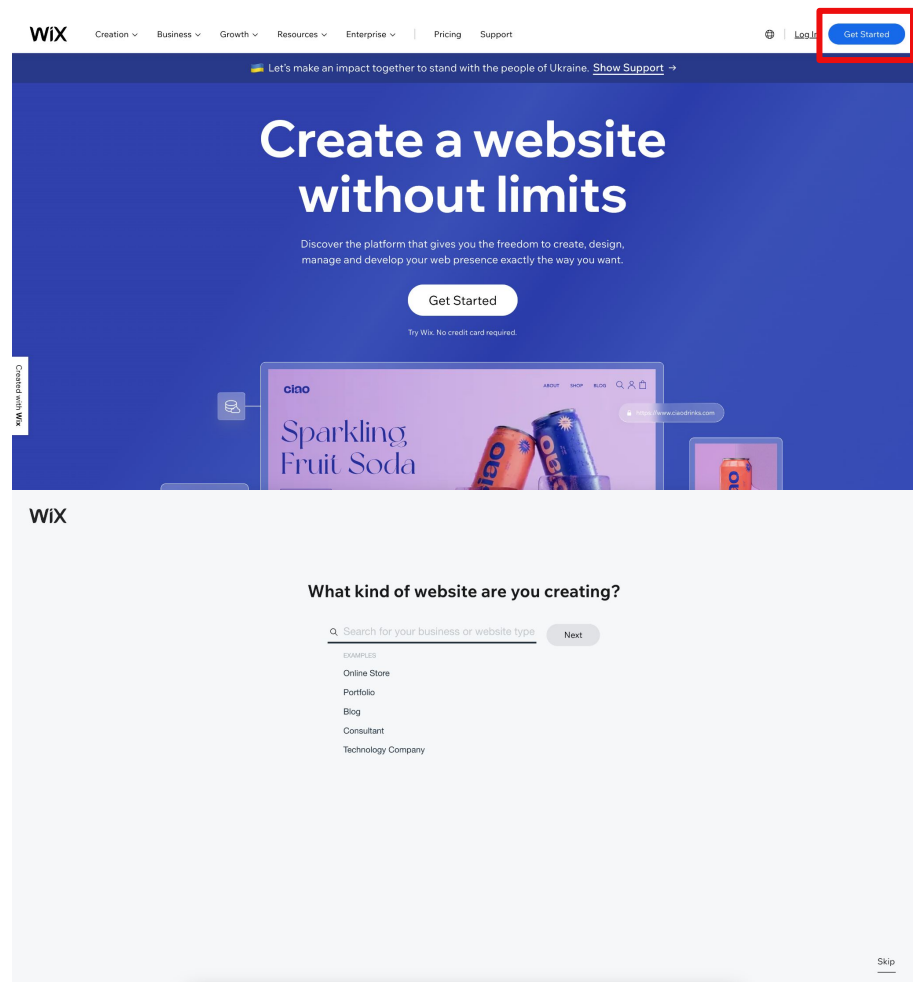 WiX
Creation Business Growth Resources Enterprise Pricing Support
Log In
Get Started
Let's make an impact together to stand with the people of Ukraine. Show Support →
Create a website
without limits
Discover the platform that gives you the freedom to create, design,
manage and develop your web presence exactly the way you want.
Get Started
Try Wix. No credit card required.
Created with Wix
ciao
ABOUT SHOP BLOG
https://www.ciaodrinks.com
Sparkling
Fruit Soda
ciao
WiX
What kind of website are you creating?
Search for your business or website type
Next
EXAMPLES
Online Store
Portfolio
Blog
Consultant
Technology Company
Skip